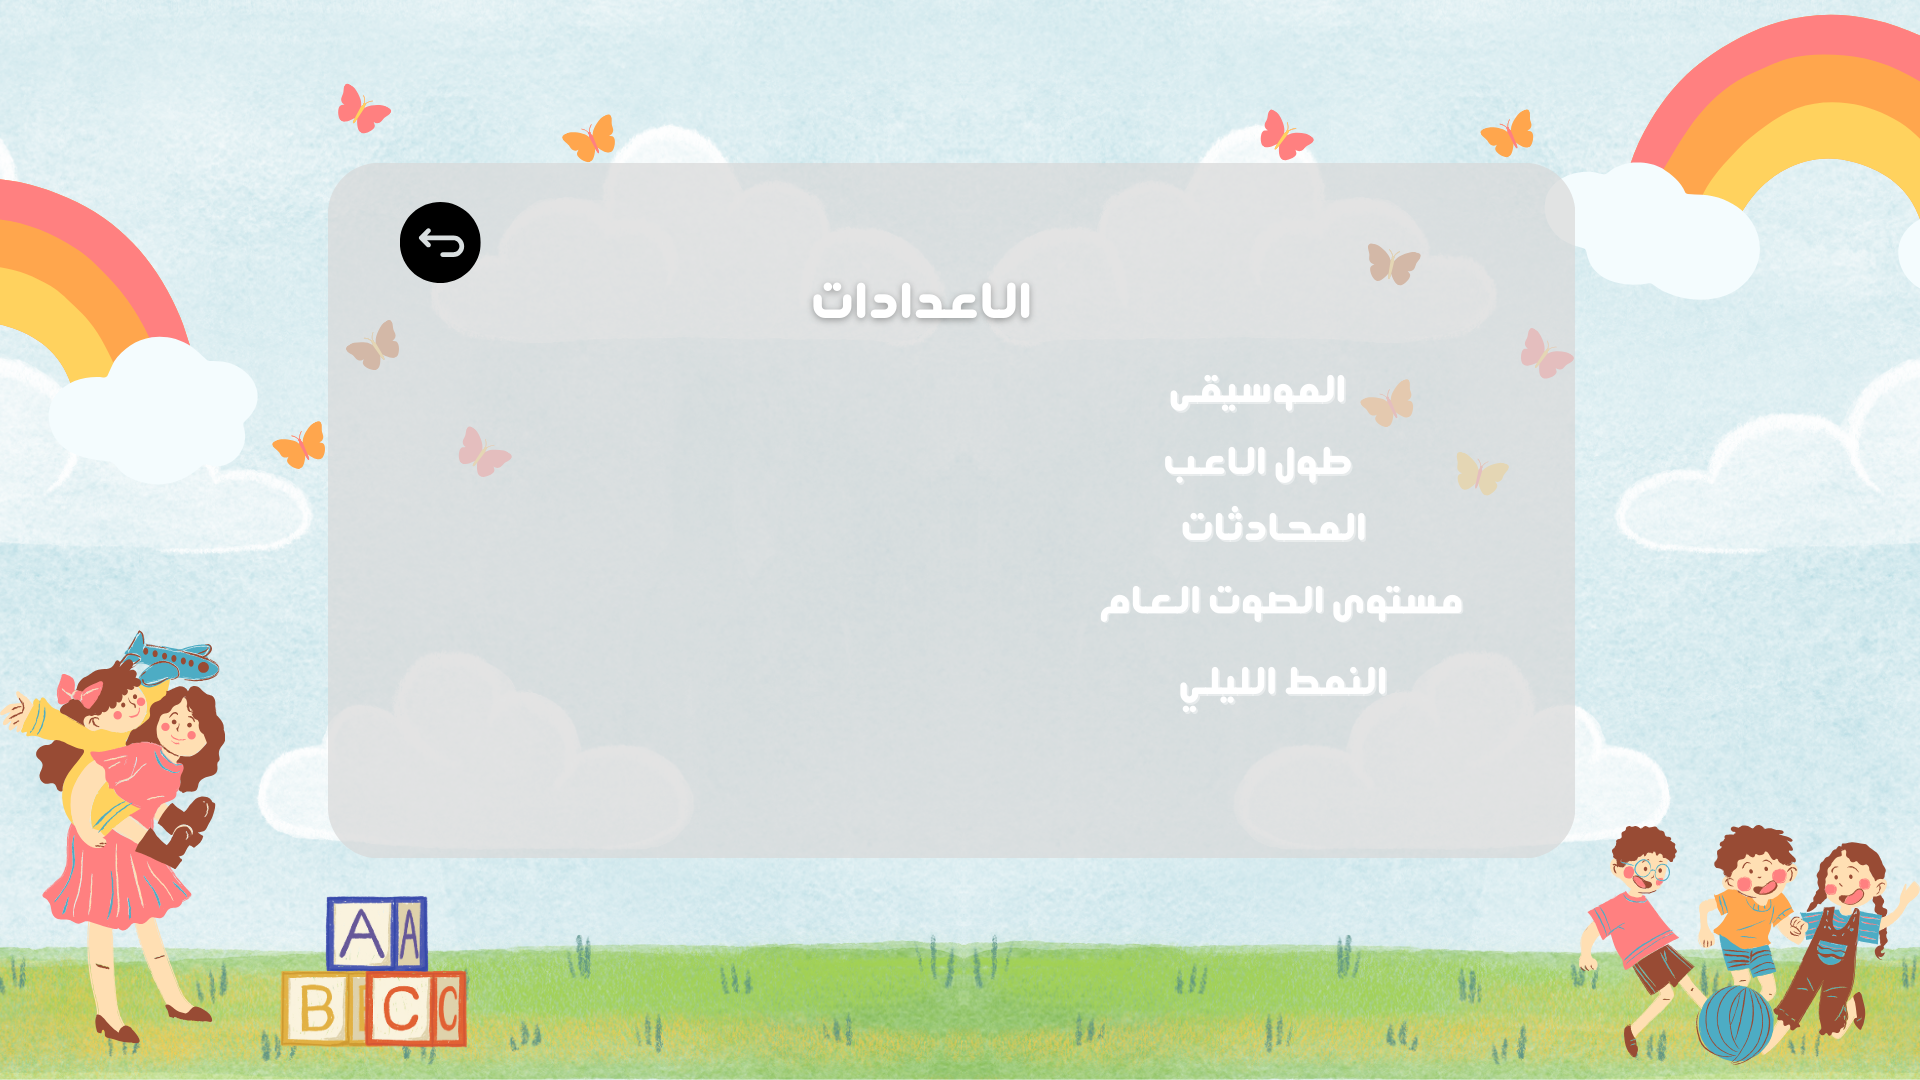 الاعدادات
الموسيقى
طول الاعب
المحادثات
مستوى الصوت العام
النمط الليلي
A A
B C C